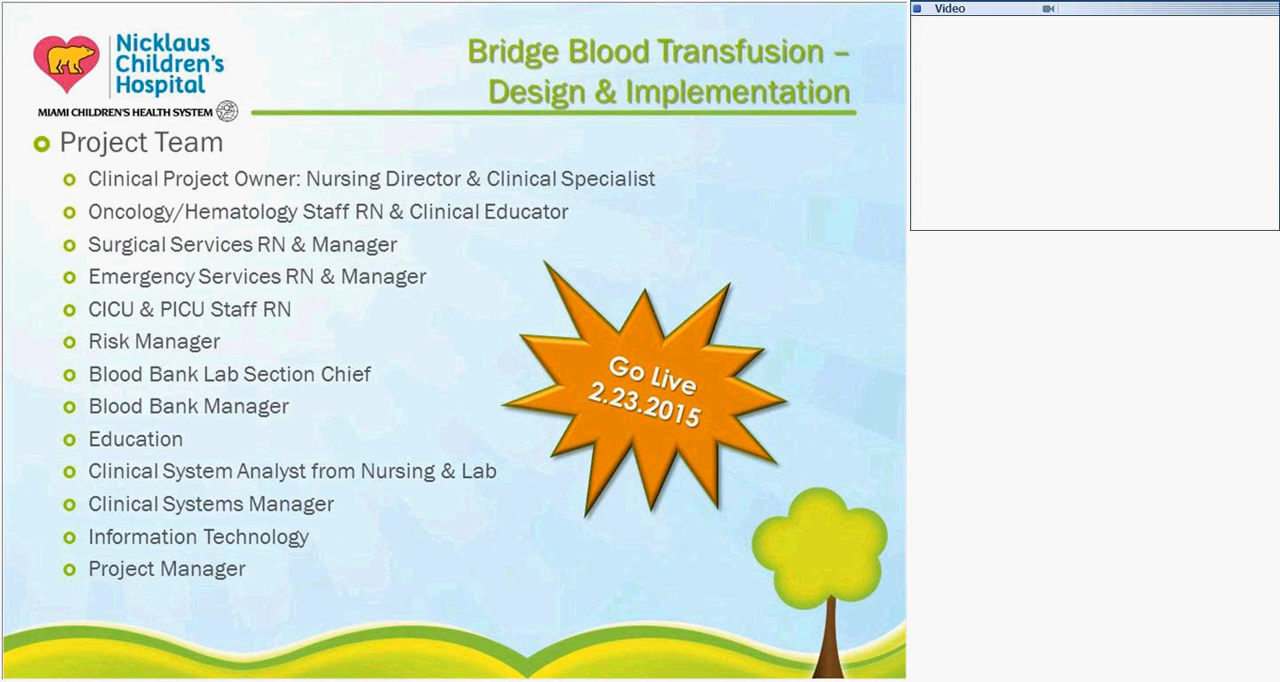 Video
Nicklaus
Children's
Hospital
MIAMI CHILDREN'S HEALTH SYSTEM
Bridge Blood Transfusion –
Design & Implementation
Project Team
Clinical Project Owner: Nursing Director & Clinical Specialist
Oncology/Hematology Staff RN & Clinical Educator
Surgical Services RN & Manager
Emergency Services RN & Manager
CICU & PICU Staff RN
Risk Manager
Blood Bank Lab Section Chief
Blood Bank Manager
Education
Clinical System Analyst from Nursing & Lab
Clinical Systems Manager
Information Technology
Project Manager
Go Live
2.23.2015